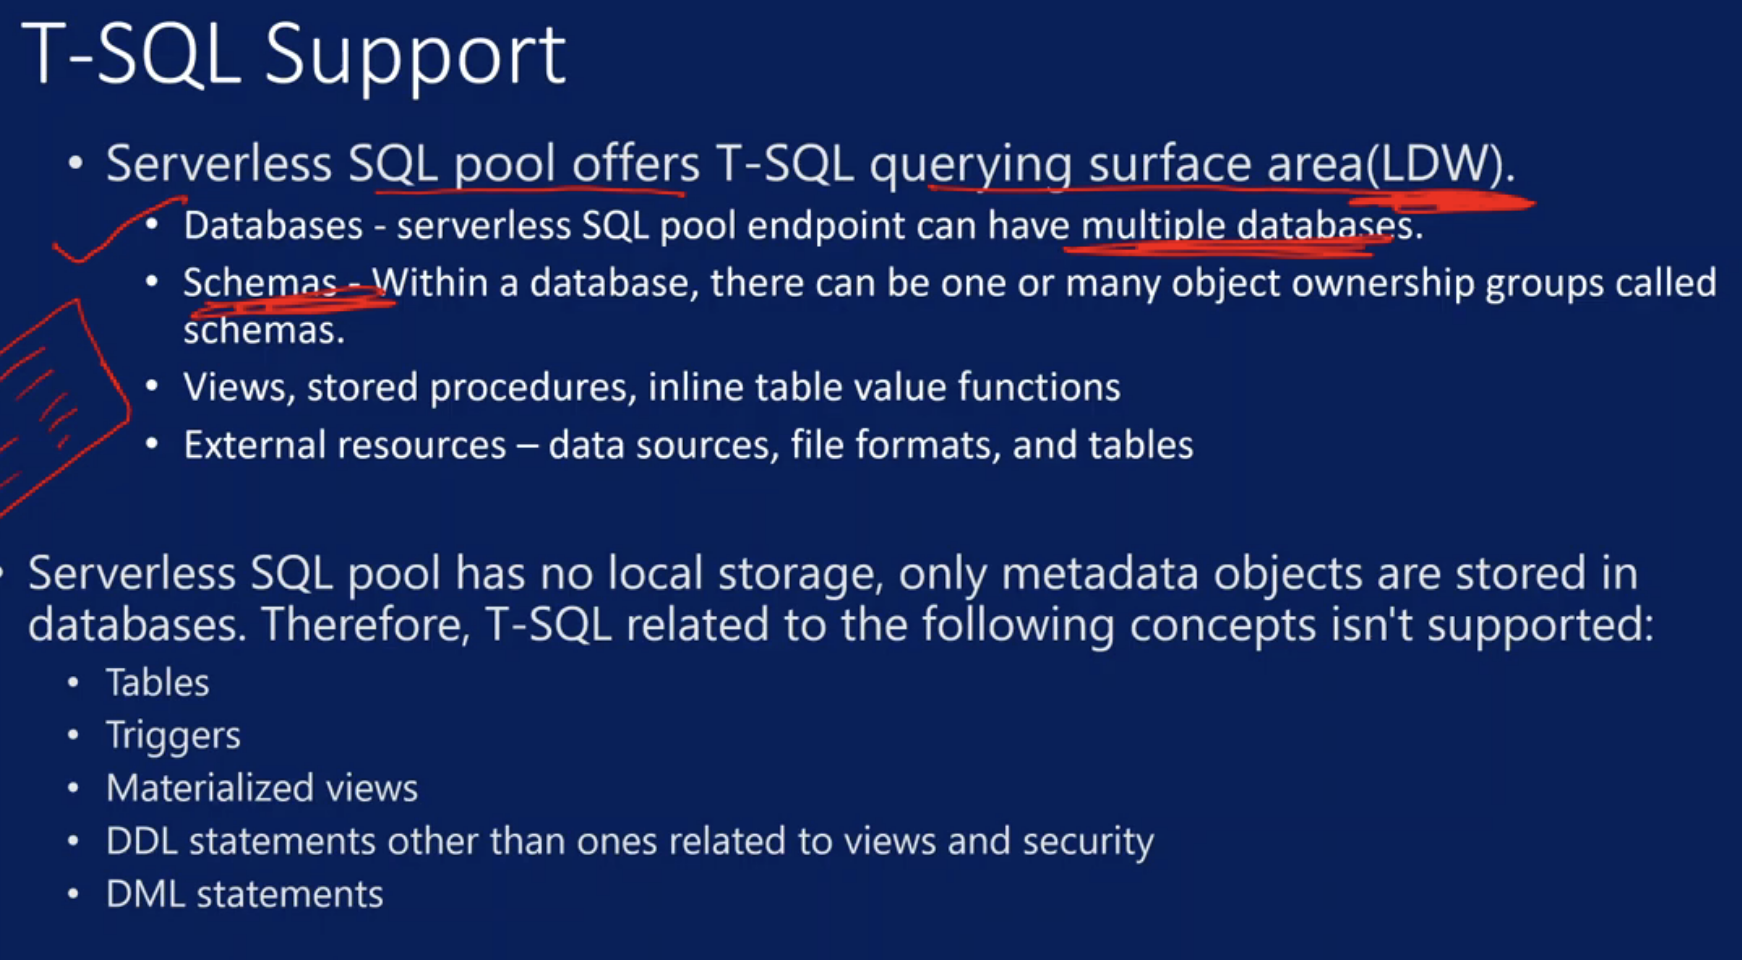 T-SQL Support
• Serverless SQL pool offers T-SQL querying surface area(LDW).
• Databases - serverless SQL pool endpoint can have multiple databases.
• Schemas - Within a database, there can be one or many object ownership groups called
schemas.
• Views, stored procedures, inline table value functions
• External resources – data sources, file formats, and tables
• Serverless SQL pool has no local storage, only metadata objects are stored in
databases. Therefore, T-SQL related to the following concepts isn't supported:
• Tables
• Triggers
• Materialized views
• DDL statements other than ones related to views and security
• DML statements